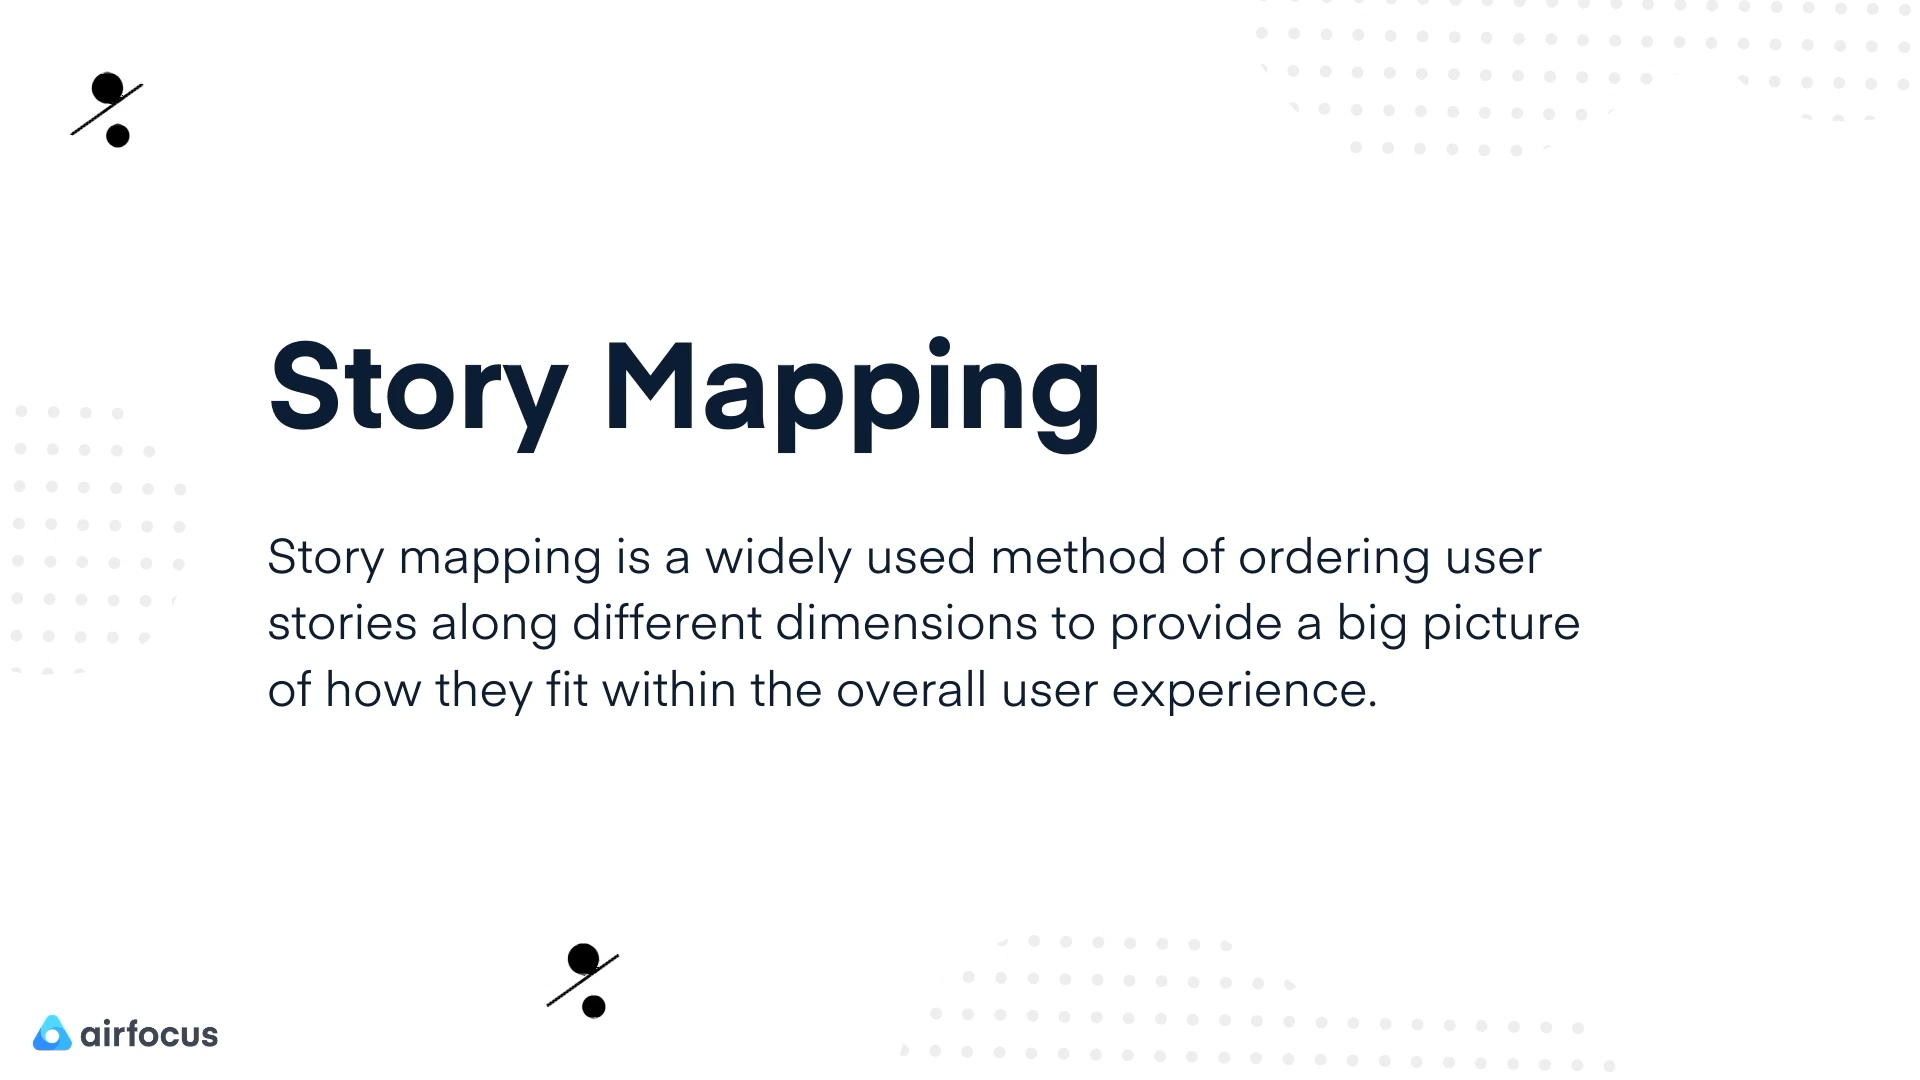 Story Mapping
Story mapping is a widely used method of ordering user
stories along different dimensions to provide a big picture
of how they fit within the overall user experience.
airfocus